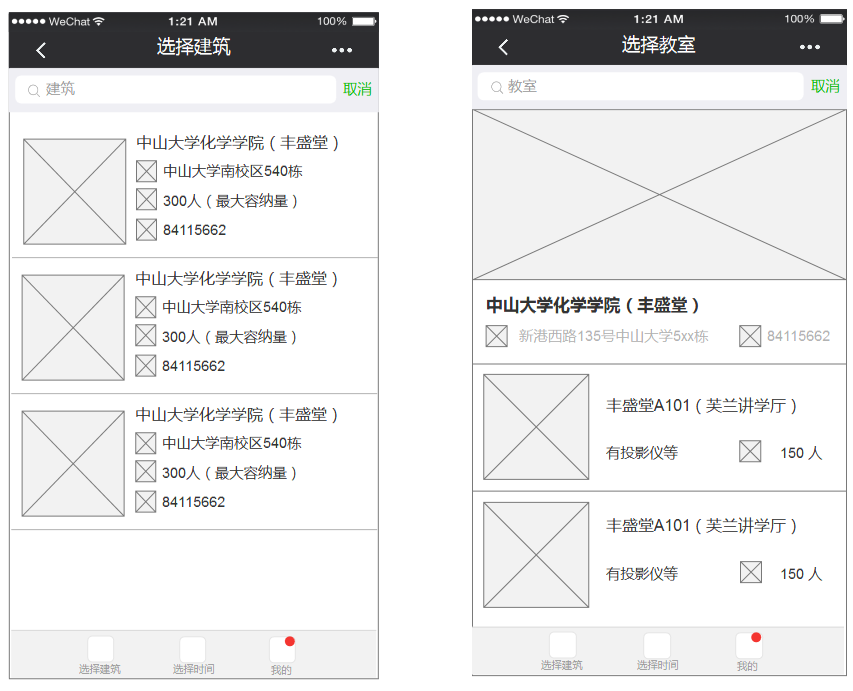 WeChat 1:21 AM 100%
选择建筑
建筑 取消
中山大学化学学院（丰盛堂）
中山大学南校区540栋
300人（最大容纳量）
84115662
中山大学化学学院（丰盛堂）
中山大学南校区540栋
300人（最大容纳量）
84115662
中山大学化学学院（丰盛堂）
中山大学南校区540栋
300人（最大容纳量）
84115662
选择建筑 选择时间 我的
WeChat 1:21 AM 100%
选择教室
教室 取消
中山大学化学学院（丰盛堂）
新港西路135号中山大学5xx栋 84115662
丰盛堂A101（芙兰讲学厅）
有投影仪等 150 人
丰盛堂A101（芙兰讲学厅）
有投影仪等 150 人
选择建筑 选择时间 我的